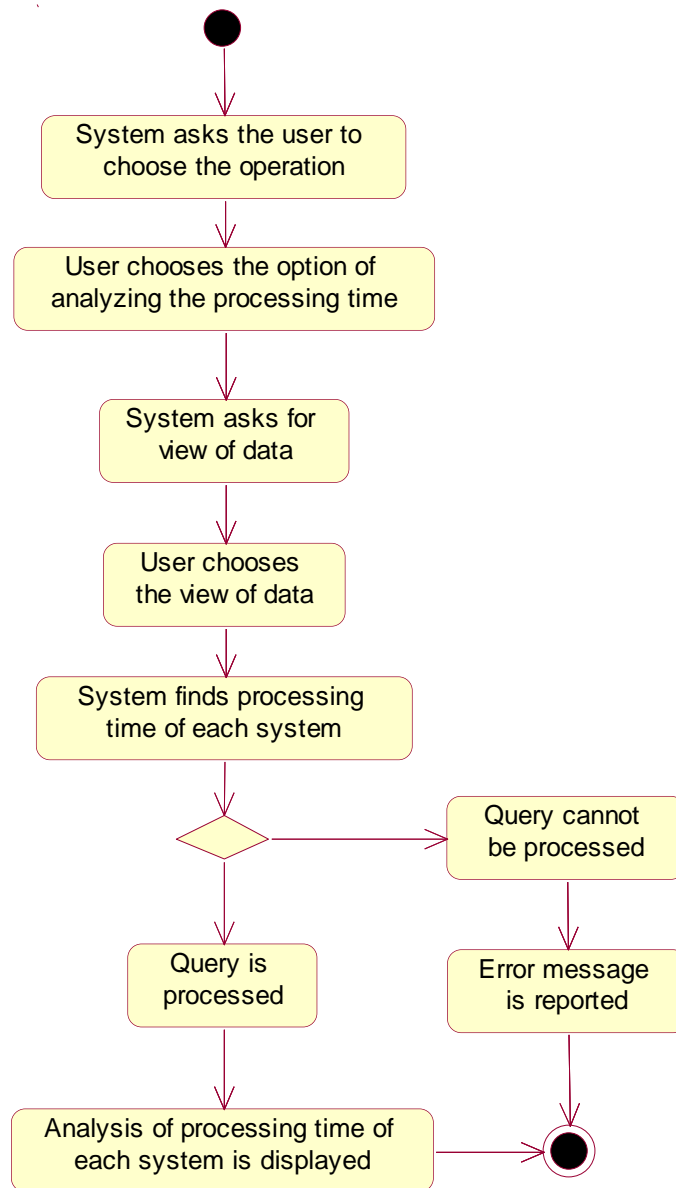 System asks the user to
choose the operation
User chooses the option of
analyzing the processing time
System asks for
view of data
User chooses
the view of data
System finds processing
time of each system
Query cannot
be processed
Query is
processed
Error message
is reported
Analysis of processing time of
each system is displayed